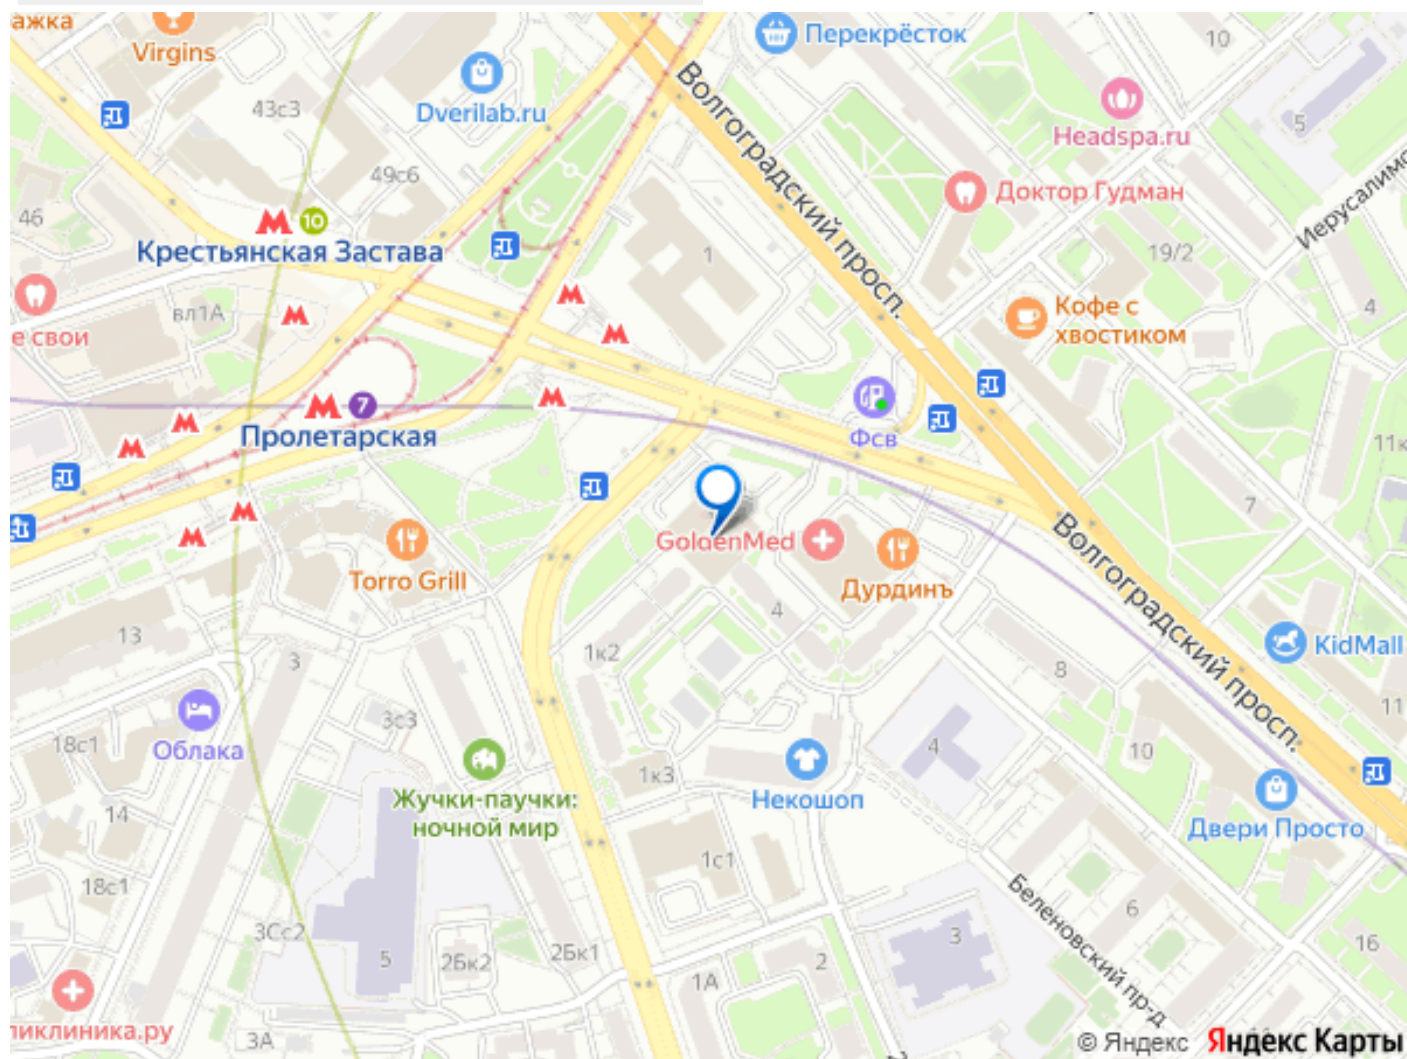 ажка
Virgins
Перекрёсток
10
43с3
Dverilab.ru
Волгоградский просп.
Headspa.ru
5
49с6
Доктор Гудман
46
10
Крестьянская Застава
1
19/2
4
вл1А
е свои
Кофе с
хвостиком
7
Пролетарская
Фсв
7
GoldenMed
Torro Grill
Дурдинъ
4
Волгоградский просп.
13
3
1к2
8
KidMall
11
3с3
18с1
Облака
4
10
1к3
Некошоп
Жучки-паучки:
ночной мир
14
Двери Просто
1с1
18с1
Беленовский пр-д
6
3Сс2
5
2Бк2
2Бк1
3
16
2
1А
ликлиника.ру
3А
© Яндекс Яндекс Карты